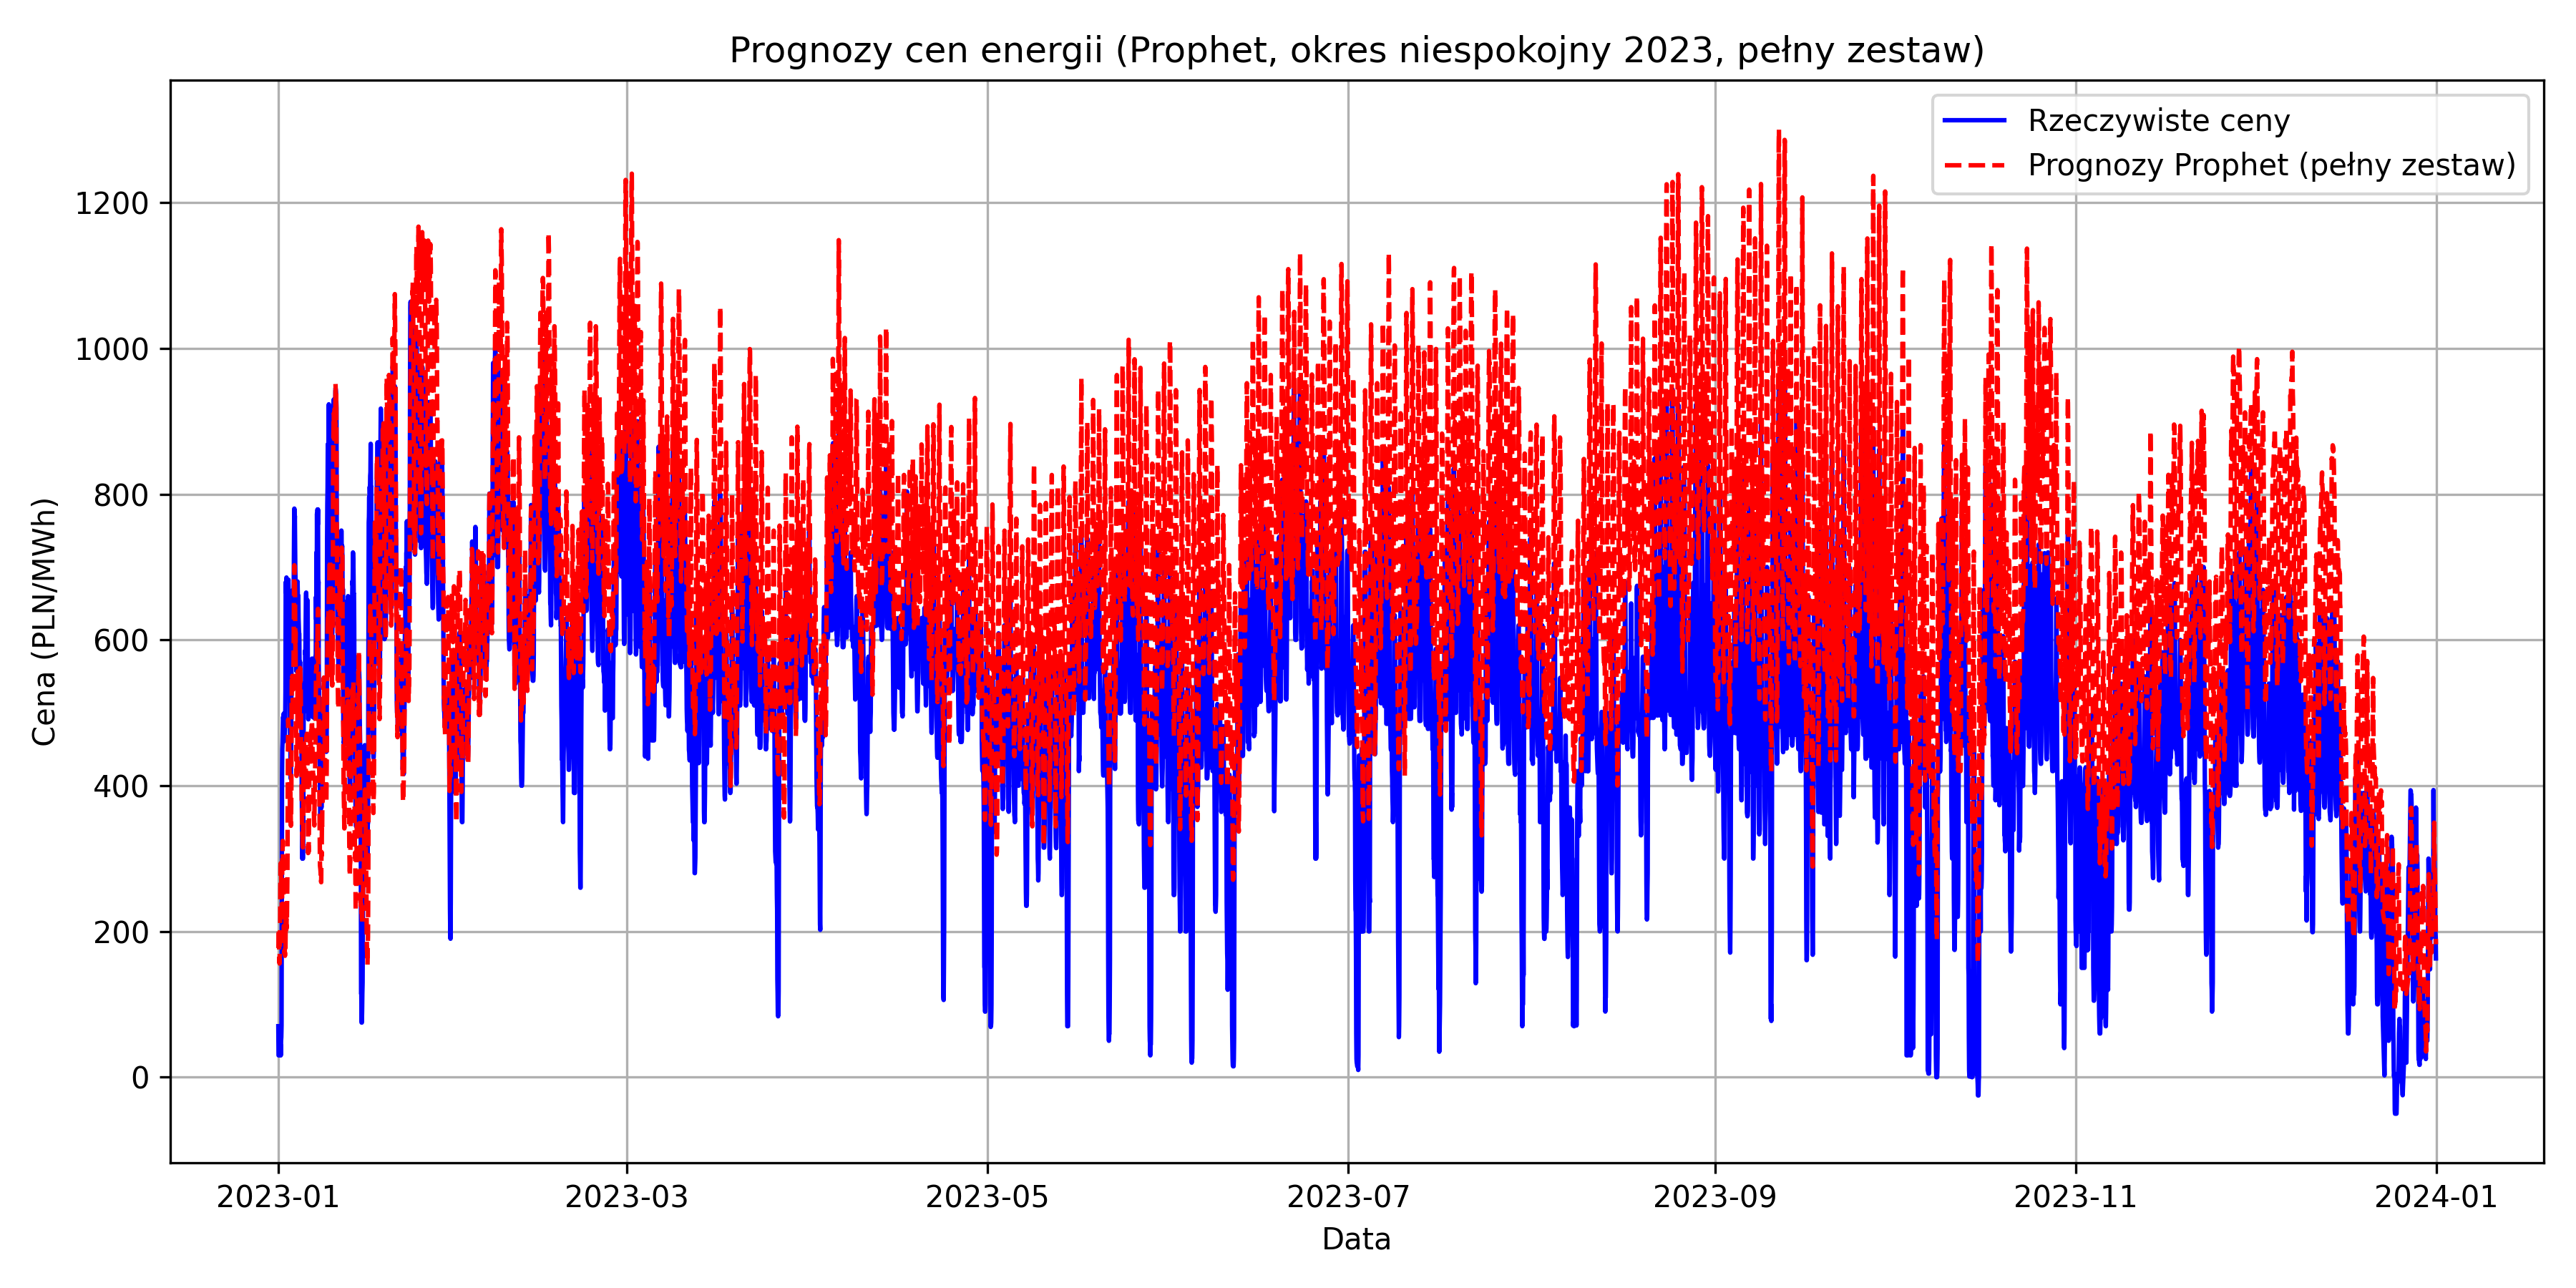 Prognozy cen energii (Prophet, okres niespokojny 2023, pełny zestaw)
Rzeczywiste ceny
Prognozy Prophet (pełny zestaw)
Cena (PLN/MWh)
1200
1000
800
600
400
200
0
2023-01 2023-03 2023-05 2023-07 2023-09 2023-11 2024-01
Data